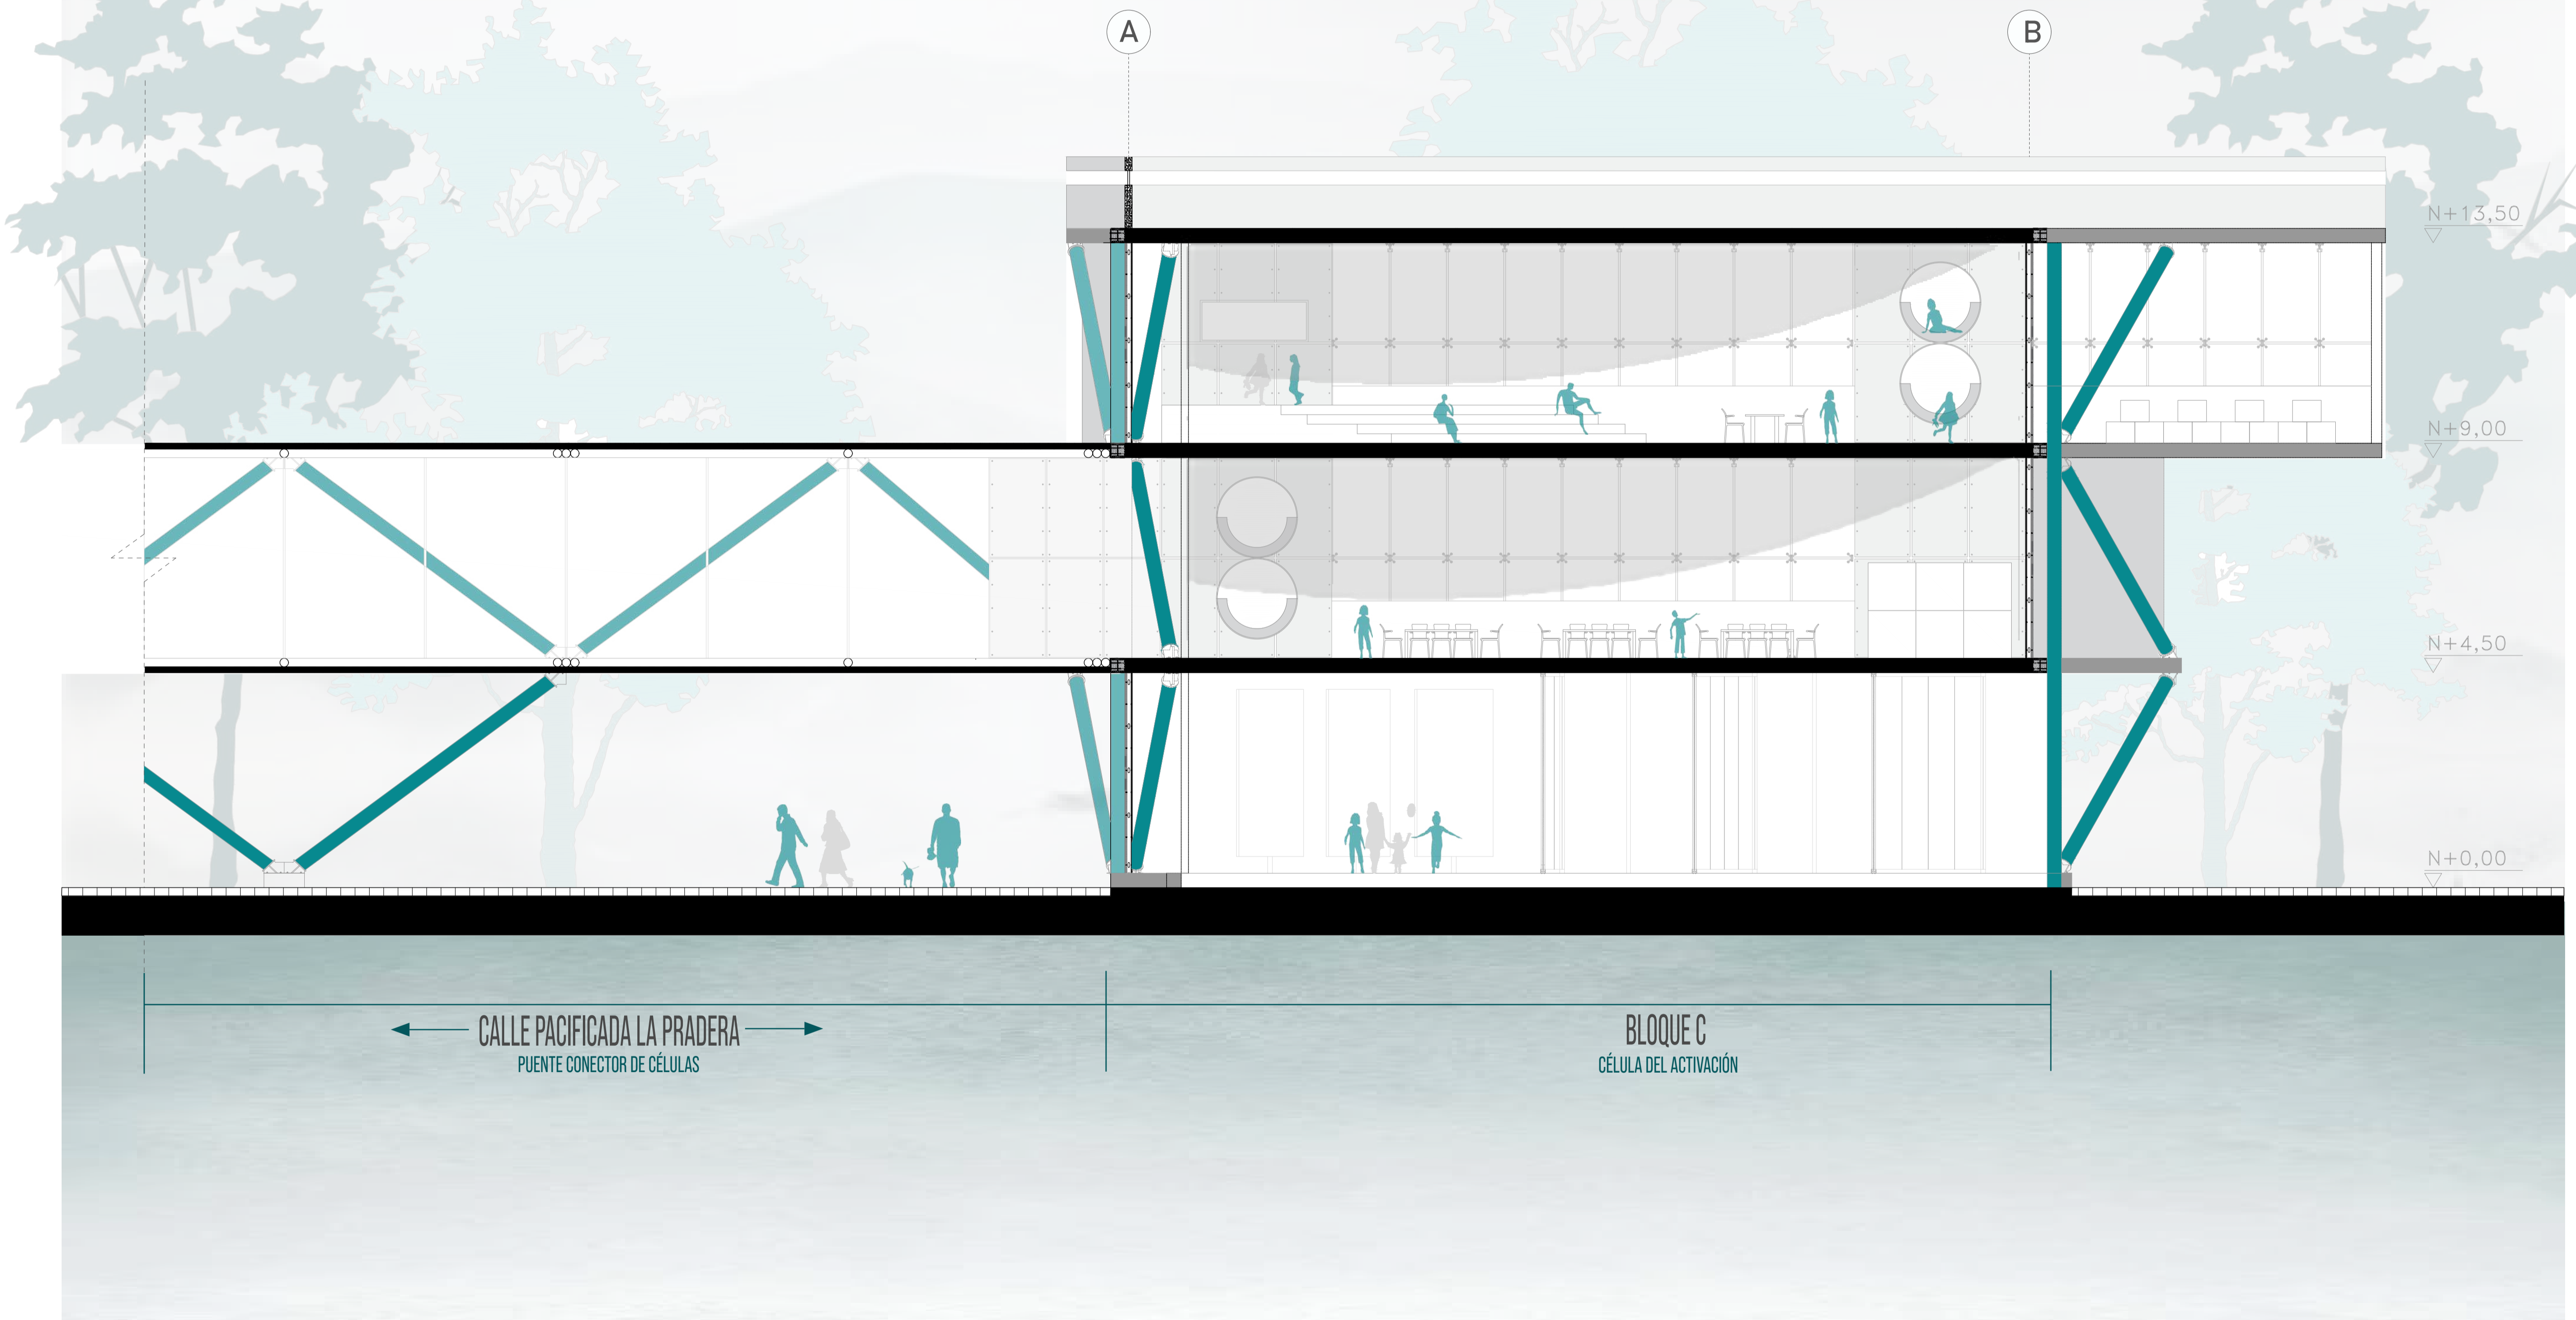 A
B
N+13,50
N+9,00
N+4,50
N+0,00
CALLE PACIFICADA LA PRADERA
PUENTE CONECTOR DE CÉLULAS
BLOQUE C
CÉLULA DEL ACTIVACIÓN